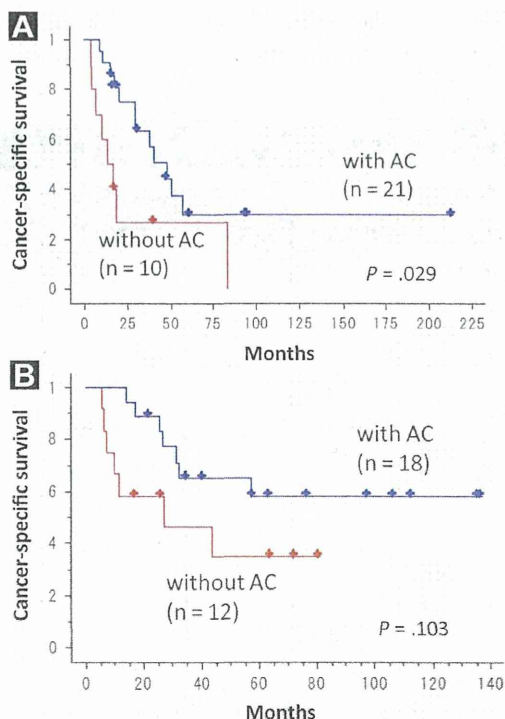 A
Cancer-specific survival
1
8
6
4
2
0
with AC
(n = 21)
without AC
(n = 10)
P = .029
0 25 50 75 100 125 150 175 200 225
Months
B
Cancer-specific survival
1
8
6
4
2
0
with AC
(n = 18)
without AC
(n = 12)
P = .103
0 20 40 60 80 100 120 140
Months